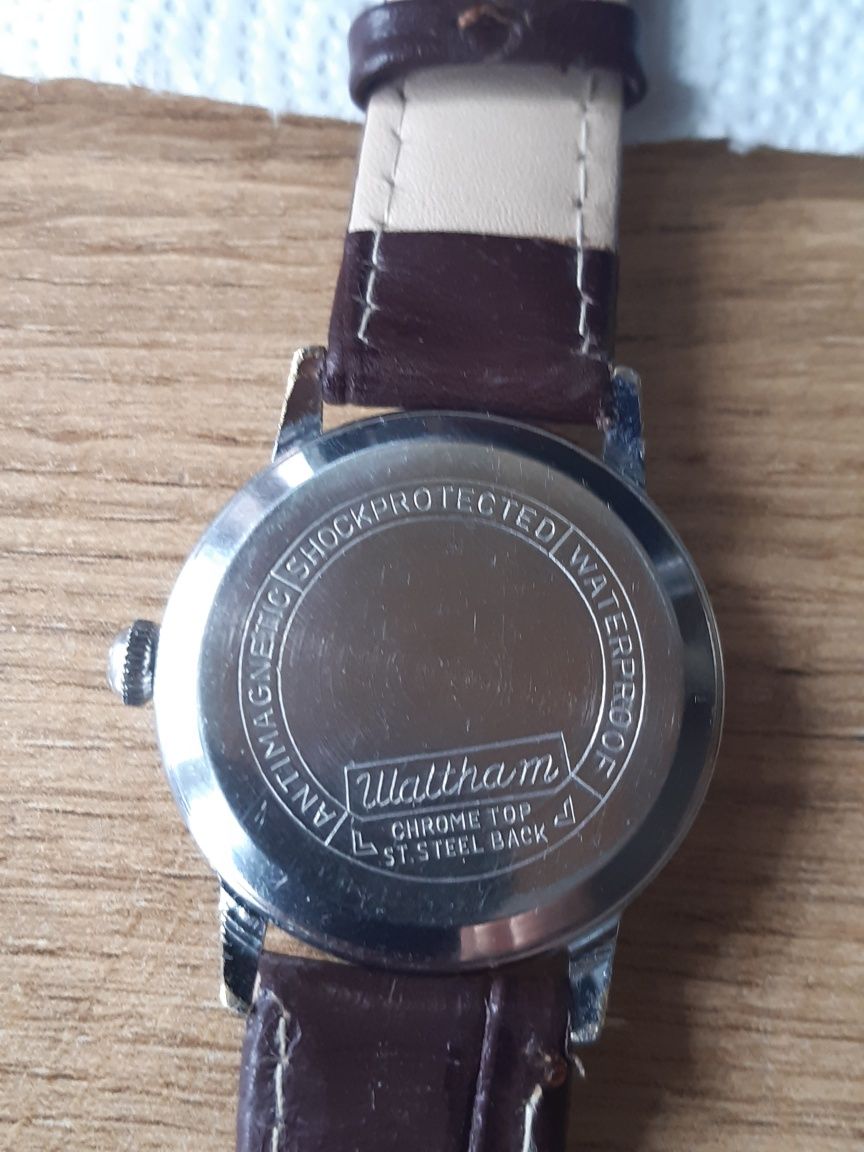 ANTIMAGNETIC
SHOCKPROTECTED
WATERPROOF
Waltham
CHROME TOP
ST. STEEL BACK